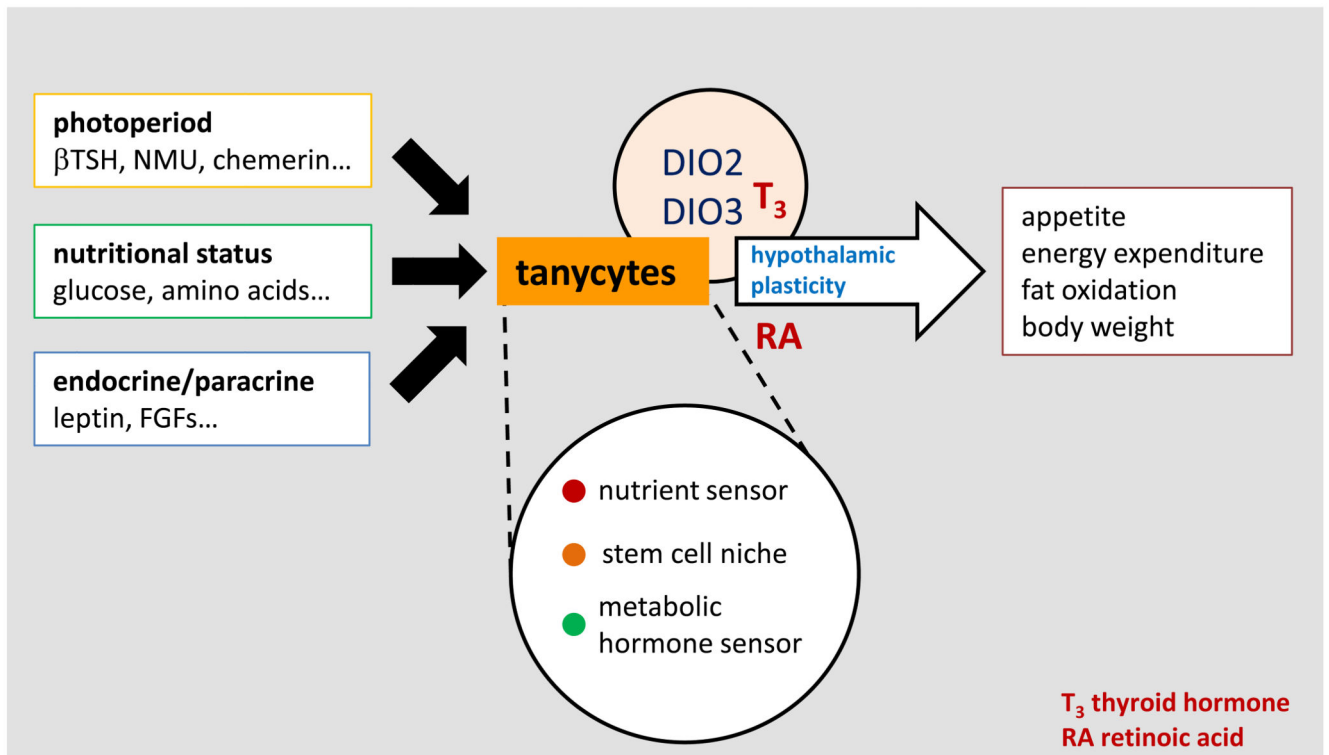 photoperiod
βTSH, NMU, chemerin...
nutritional status
glucose, amino acids...
endocrine/paracrine
leptin, FGFs...
tanycytes
DIO2
DIO3
T₃
hypothalamic
plasticity
RA
appetite
energy expenditure
fat oxidation
body weight
nutrient sensor
stem cell niche
metabolic
hormone sensor
T₃ thyroid hormone
RA retinoic acid